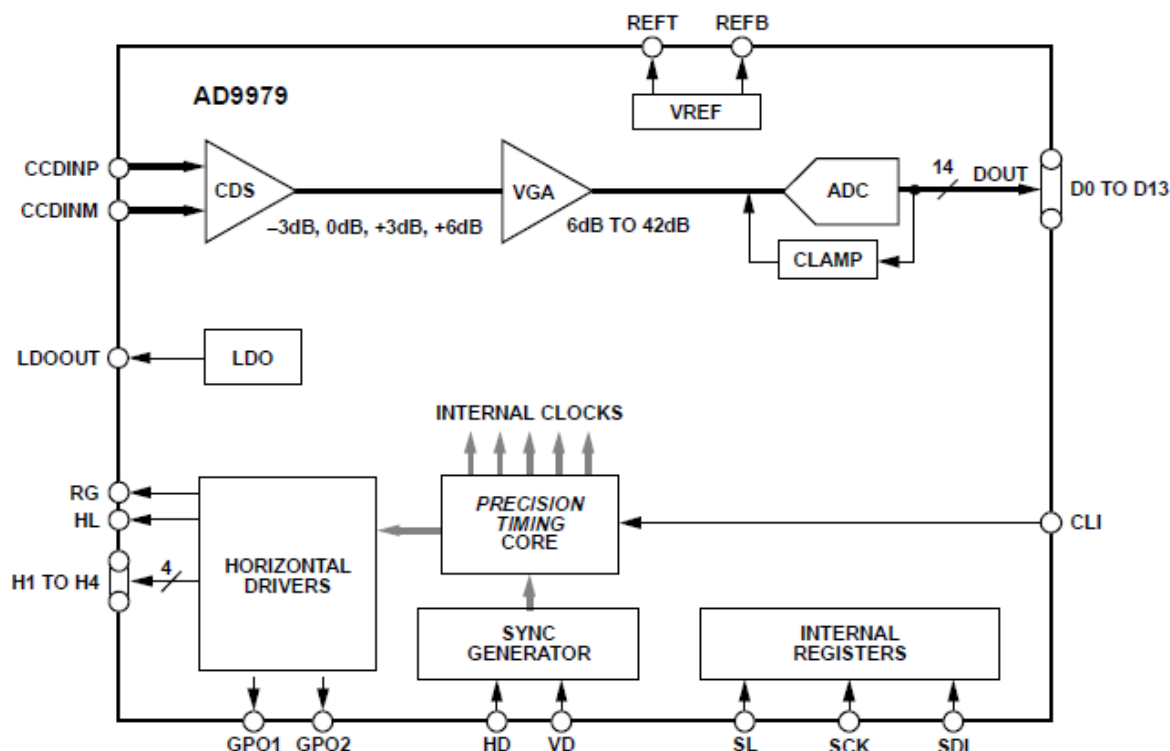 REFT REFB
AD9979
VREF
CCDINP
CCDINM
CDS
–3dB, 0dB, +3dB, +6dB
VGA
6dB TO 42dB
ADC
14 DOUT
D0 TO D13
CLAMP
LDOOUT
LDO
INTERNAL CLOCKS
RG
HL
H1 TO H4
4
HORIZONTAL
DRIVERS
PRECISION
TIMING
CORE
CLI
SYNC
GENERATOR
INTERNAL
REGISTERS
GPO1 GPO2 HD VD SL SCK SDI